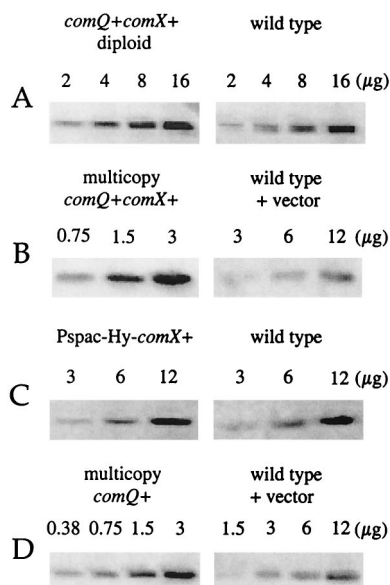 comQ+comX+ wild type
diploid
2 4 8 16 2 4 8 16 (µg)
A
multicopy wild type
comQ+comX+ + vector
0.75 1.5 3 3 6 12 (µg)
B
Pspac-Hy-comX+ wild type
3 6 12 3 6 12 (µg)
C
multicopy wild type
comQ+ + vector
0.38 0.75 1.5 3 1.5 3 6 12 (µg)
D